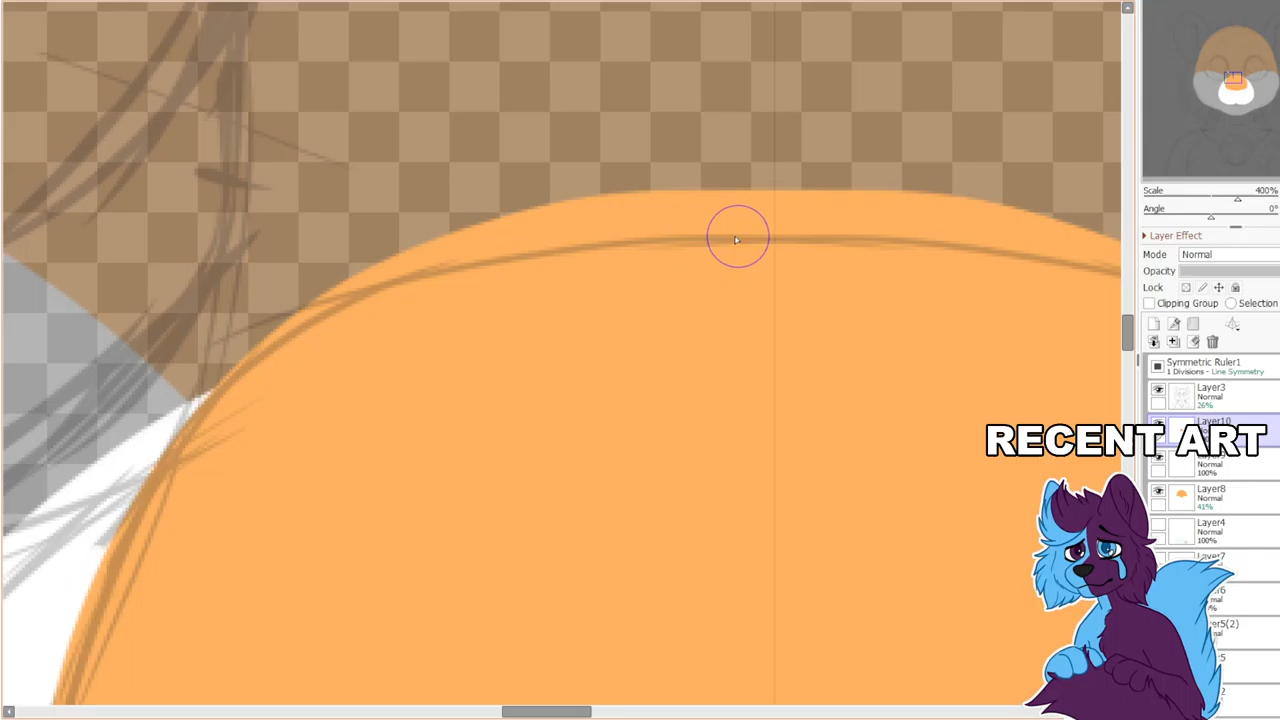 Scale 400%
Angle 0°
Layer Effect
Mode Normal
Opacity
Lock
Clipping Group Selection
Symmetric Ruler1
1 Divisions - Line Symmetry
Layer3
Normal
26%
Layer10
RECENT ART
Normal
100%
Layer8
Normal
41%
Layer4
Normal
100%
Layer7